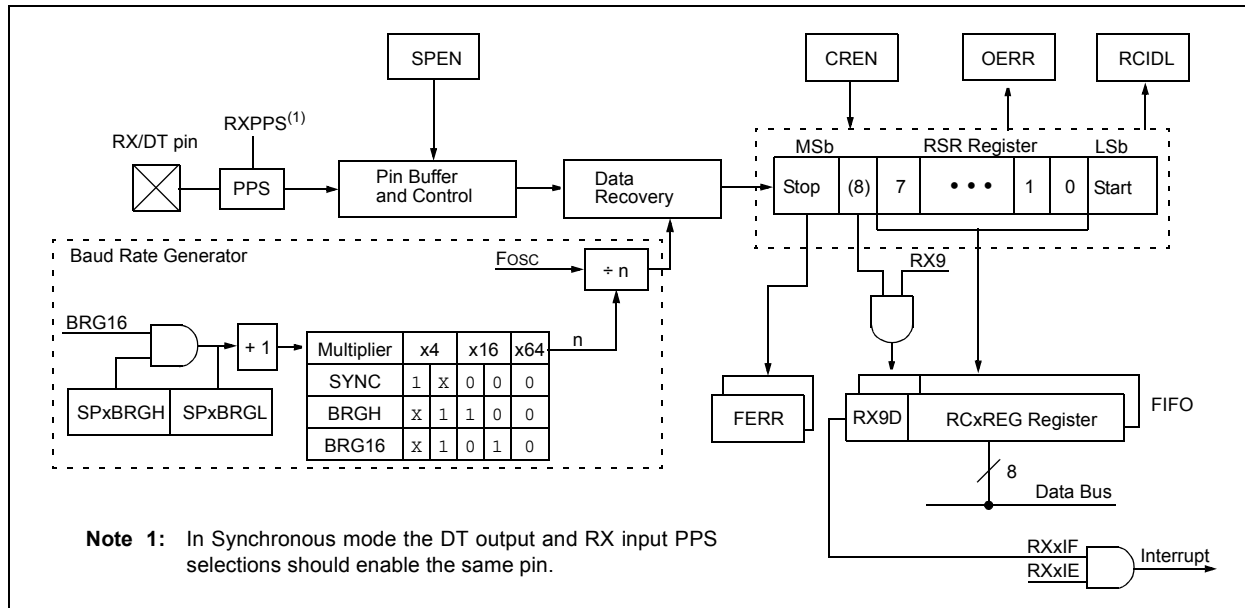 SPEN
CREN
OERR
RCIDL
RXPPS(1)
RX/DT pin
PPS
Pin Buffer
and Control
Data
Recovery
MSb
RSR Register
LSb
Stop (8) 7 • • • 1 0 Start
Baud Rate Generator
FOSC
÷ n
RX9
BRG16
+ 1
n
Multiplier x4 x16 x64
SYNC 1 X 0 0 0
BRGH X 1 1 0 0
BRG16 X 1 0 1 0
SPxBRGH SPxBRGL
FERR
RX9D
RCxREG Register
FIFO
8
Data Bus
Note 1: In Synchronous mode the DT output and RX input PPS
selections should enable the same pin.
RXxIF
RXxIE
Interrupt